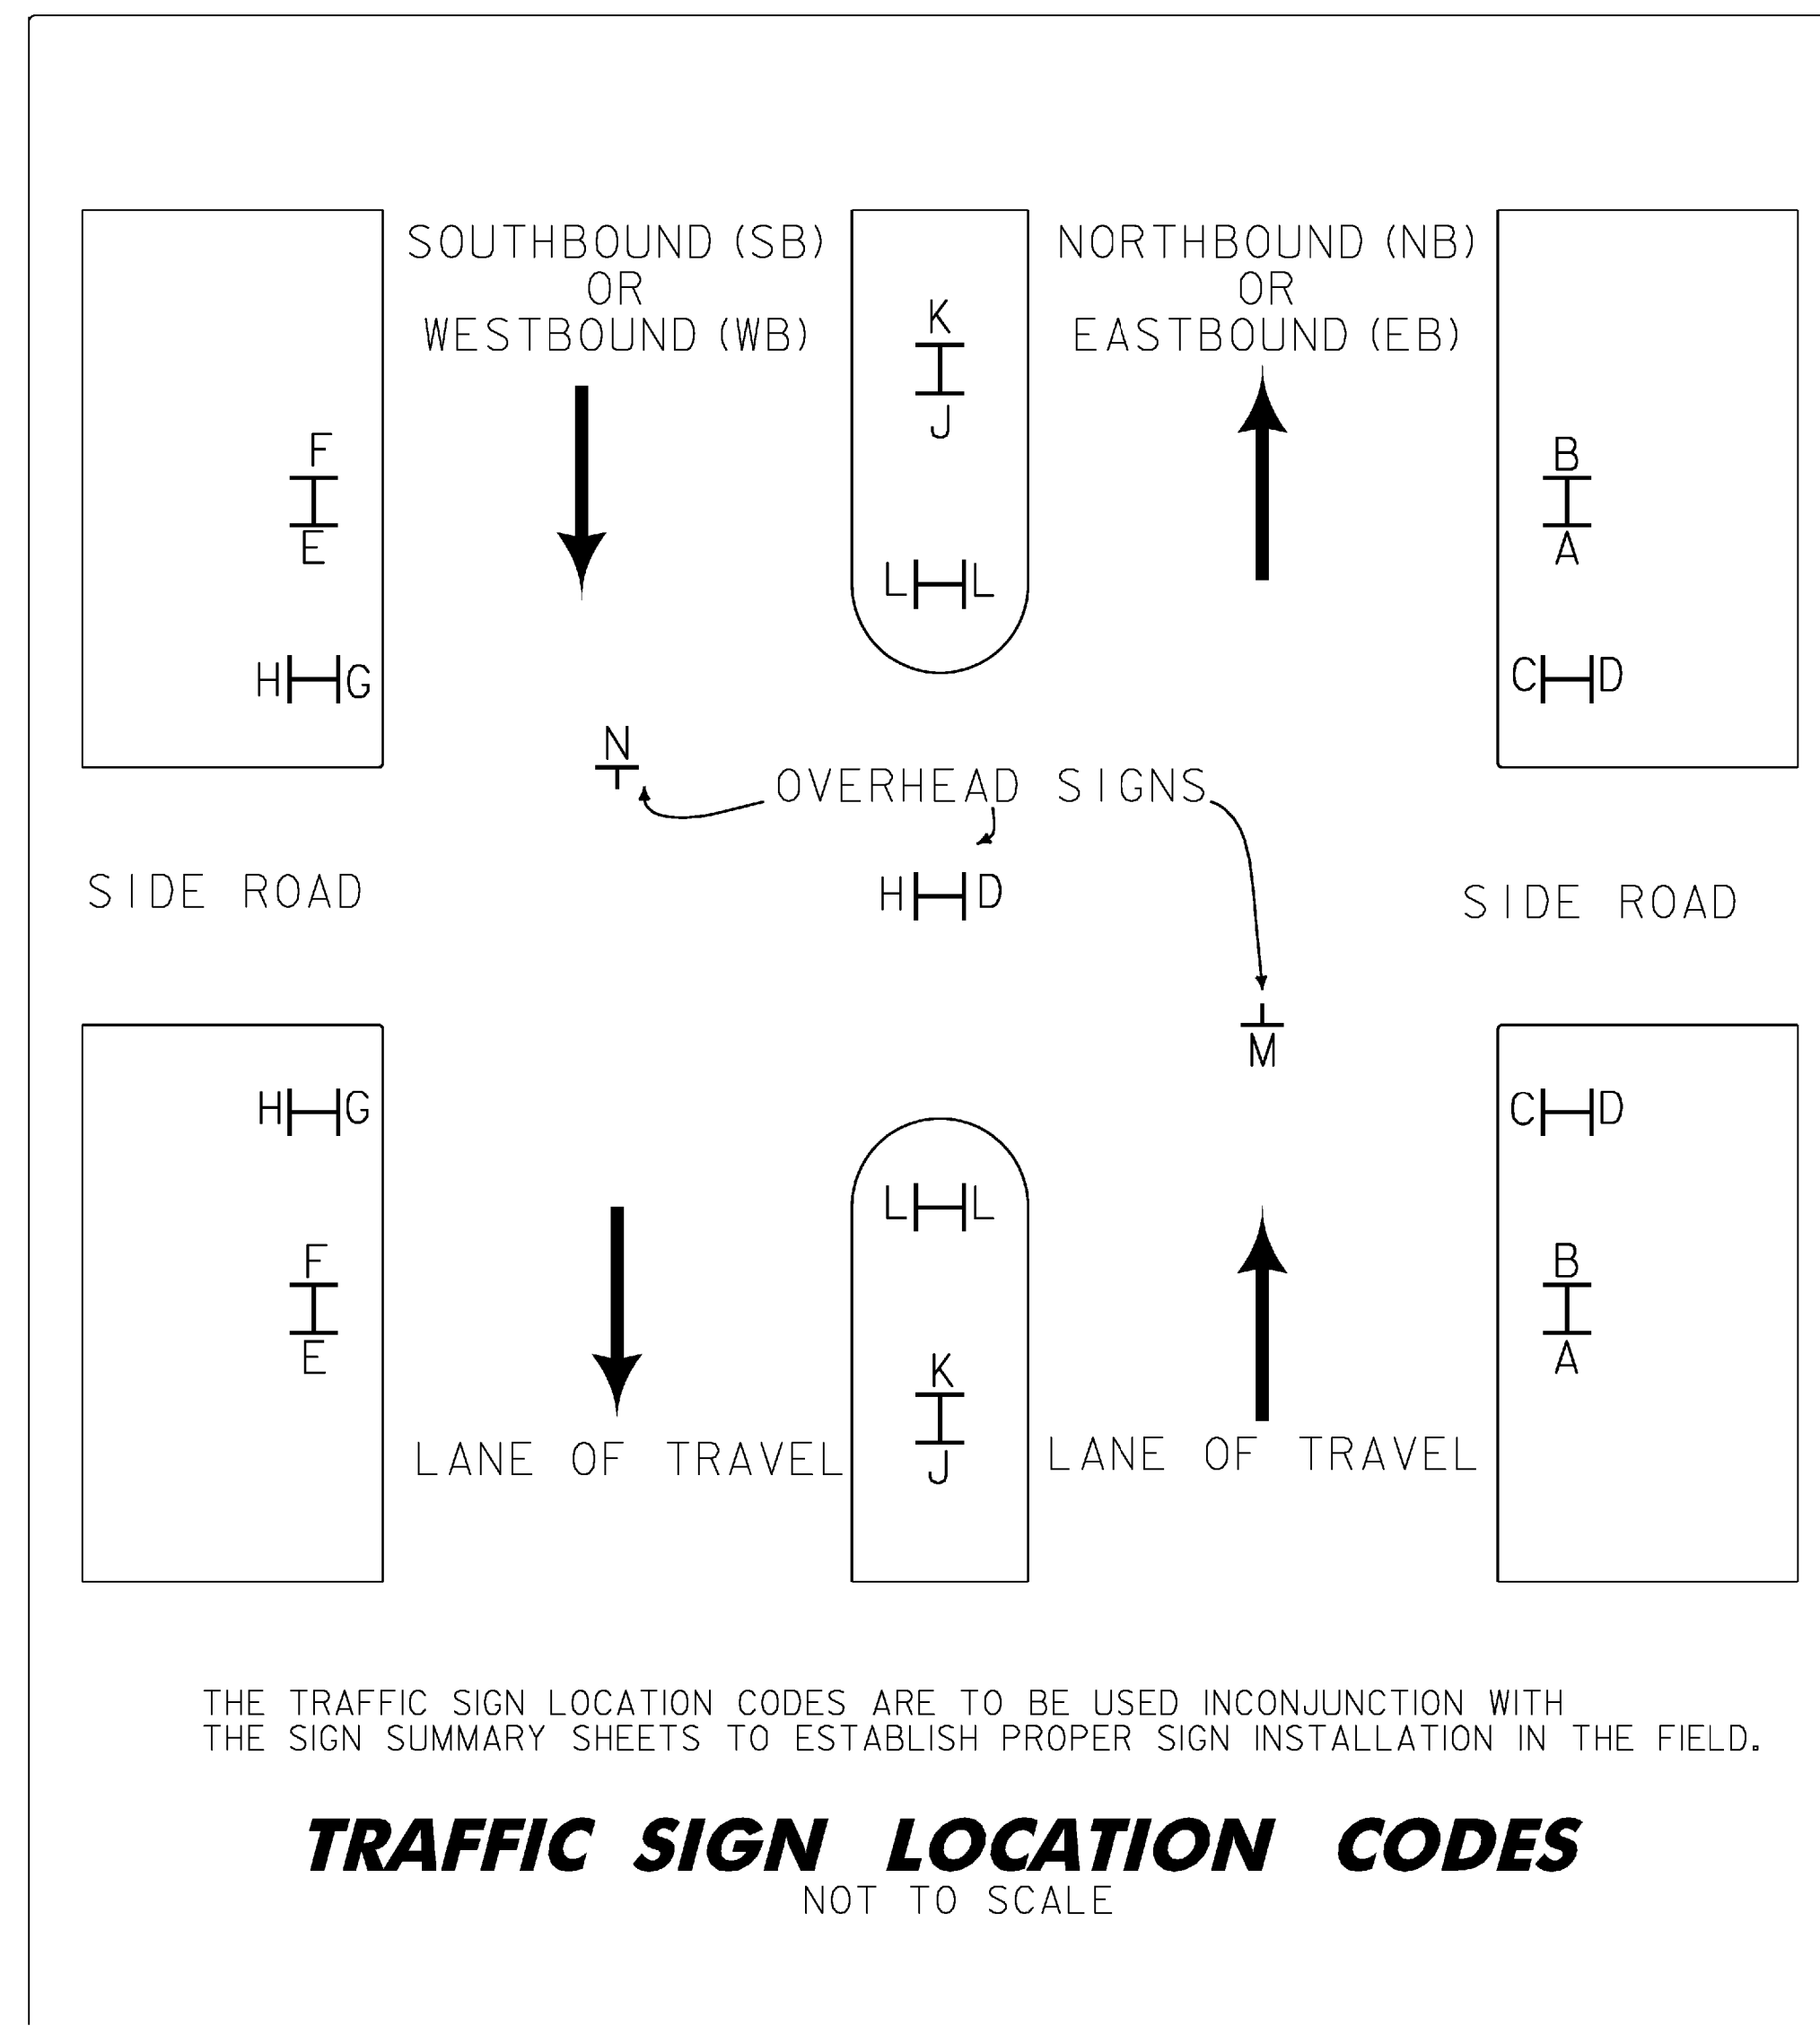 SOUTHBOUND (SB)
OR
WESTBOUND (WB)
NORTHBOUND (NB)
OR
EASTBOUND (EB)
K
J
F
E
B
A
L L
H G
C D
N
OVERHEAD SIGNS
SIDE ROAD
H D
SIDE ROAD
M
H G
C D
L L
F
E
B
A
K
J
LANE OF TRAVEL
LANE OF TRAVEL
THE TRAFFIC SIGN LOCATION CODES ARE TO BE USED INCONJUNCTION WITH
THE SIGN SUMMARY SHEETS TO ESTABLISH PROPER SIGN INSTALLATION IN THE FIELD.
TRAFFIC SIGN LOCATION CODES
NOT TO SCALE